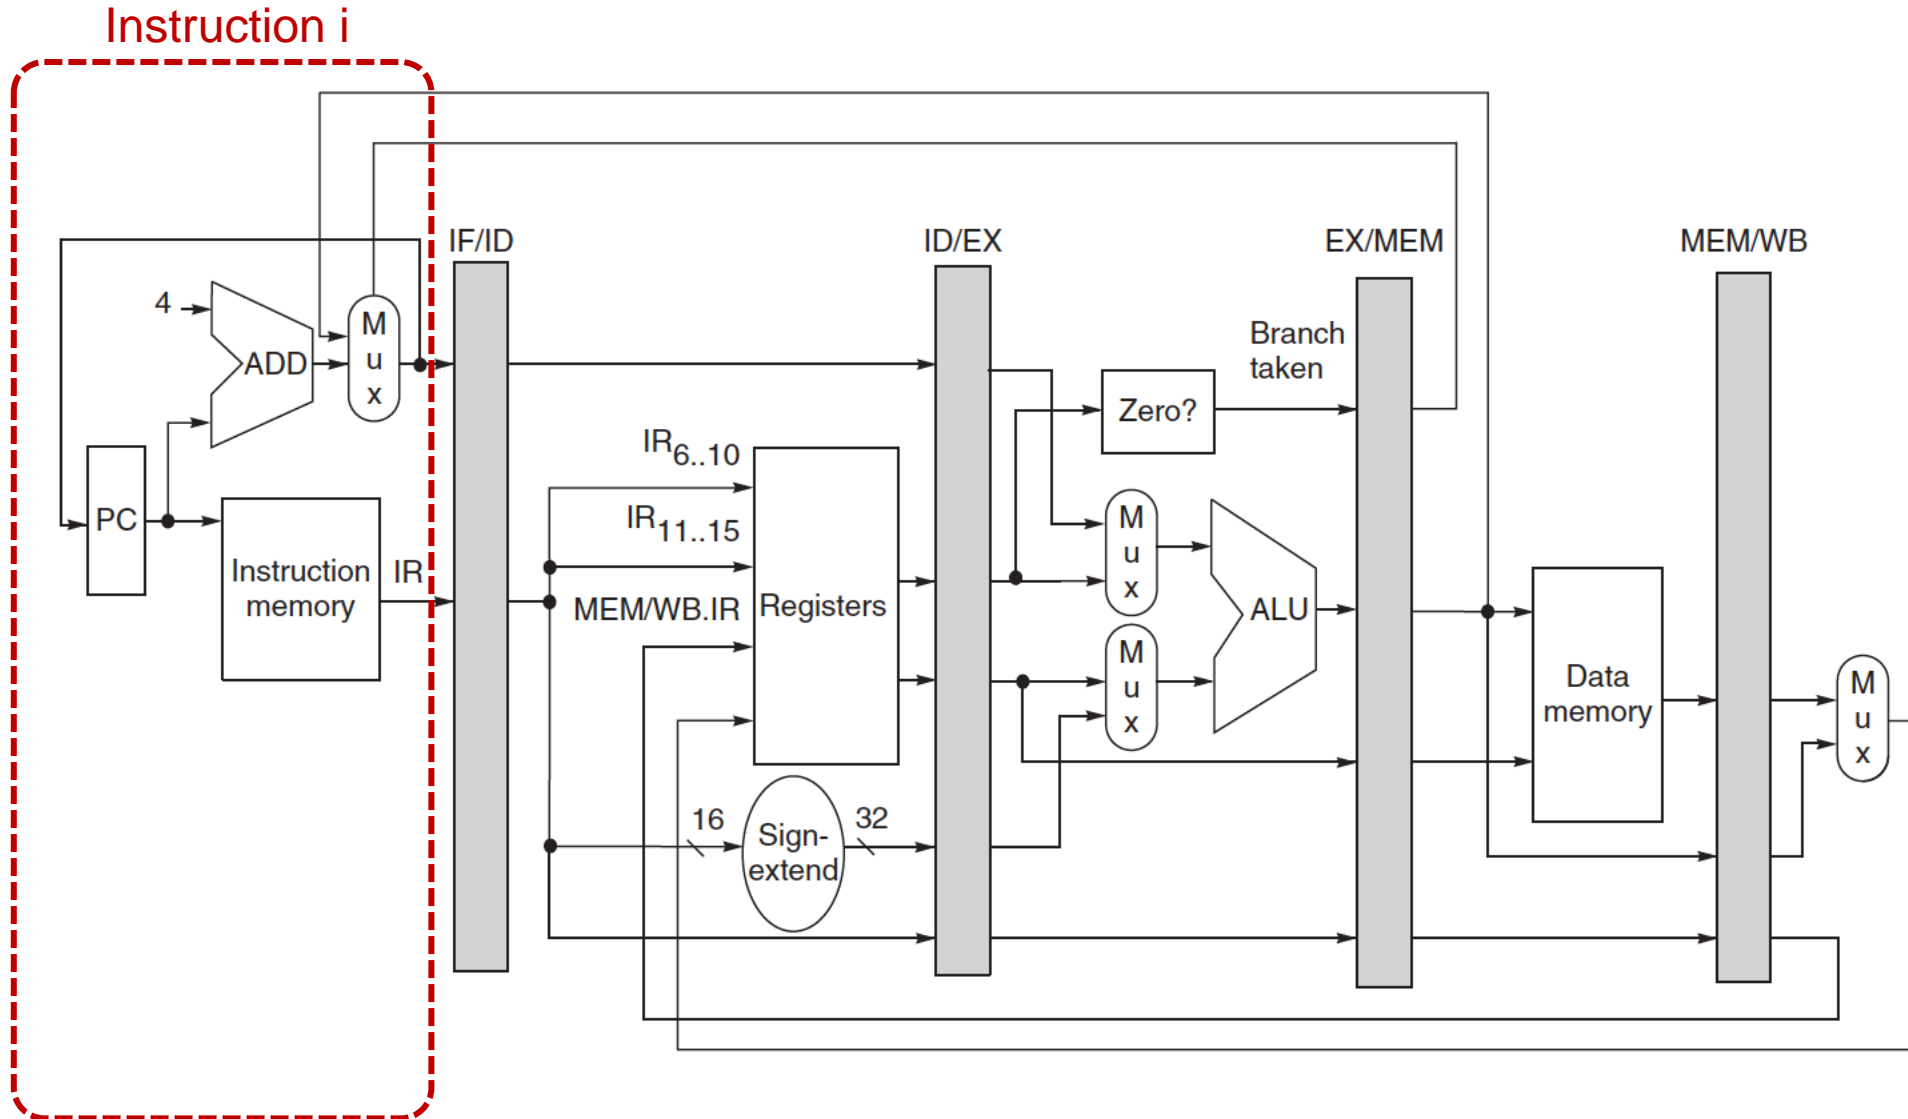 Instruction i
IF/ID
ID/EX
EX/MEM
MEM/WB
4
ADD
M
u
x
PC
Instruction
memory
IR
IR6..10
IR11..15
MEM/WB.IR
Registers
16
Sign-
extend
32
Zero?
Branch
taken
M
u
x
M
u
x
ALU
Data
memory
M
u
x